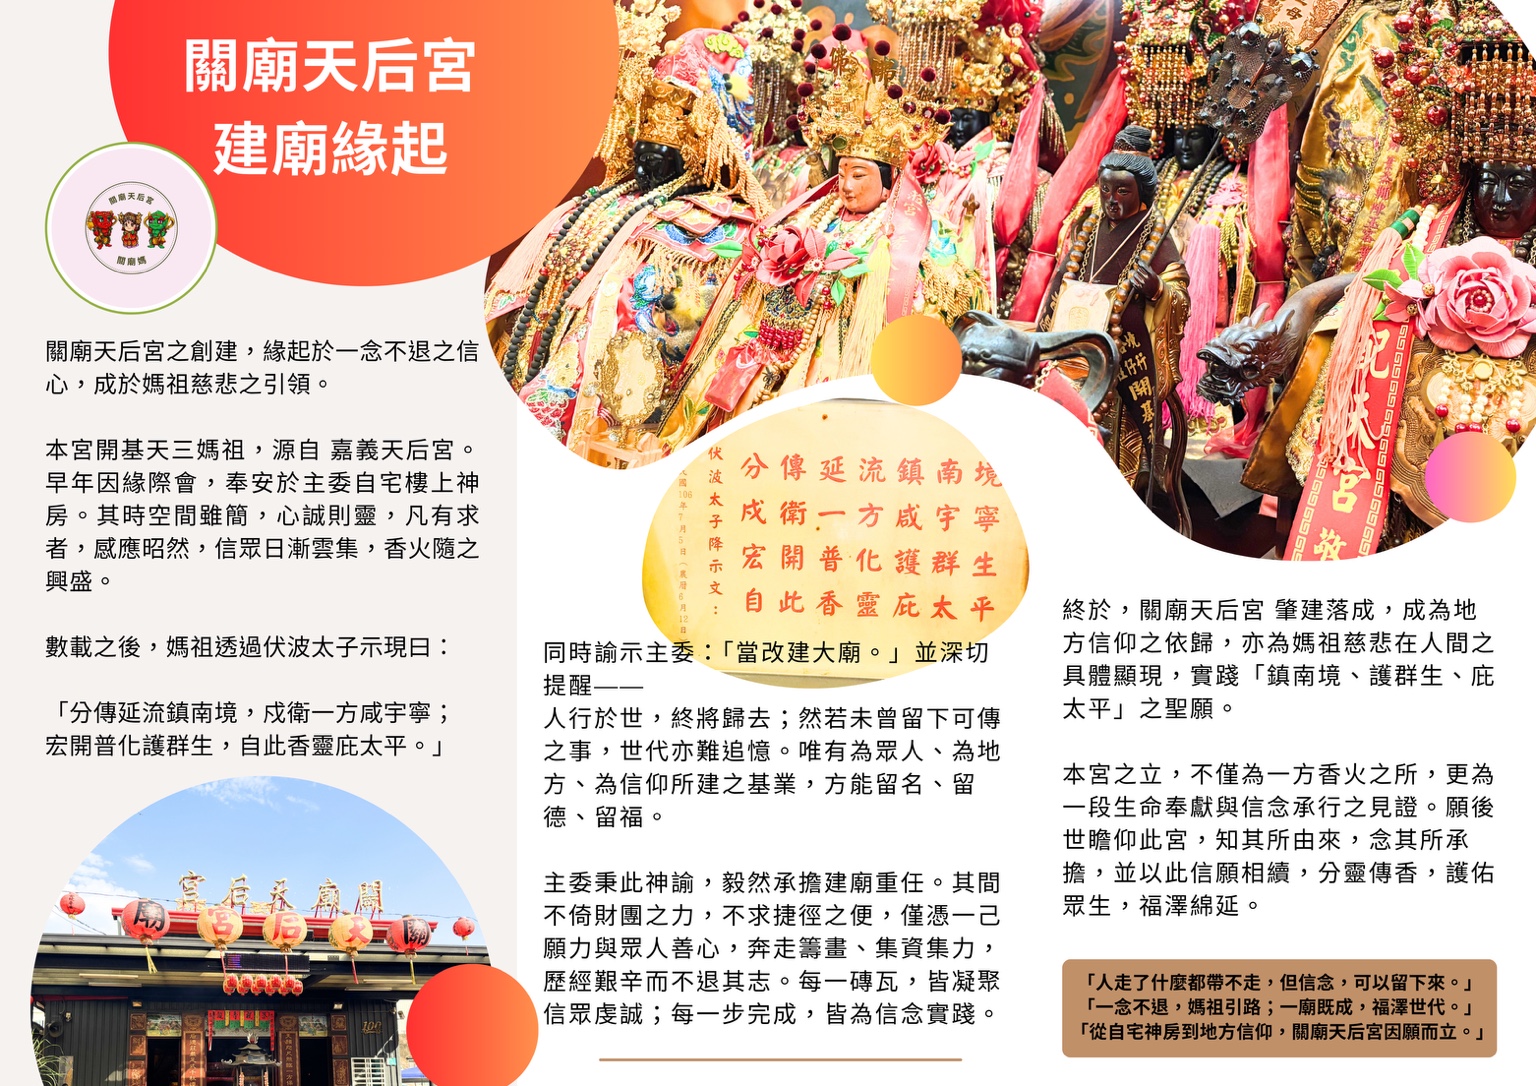 關廟天后宮
建廟緣起
關廟天后宮
關廟媽
關廟天后宮之創建，緣起於一念不退之信
心，成於媽祖慈悲之引領。
本宮開基天三媽祖，源自 嘉義天后宮。
早年因緣際會，奉安於主委自宅樓上神
房。其時空間雖簡，心誠則靈，凡有求
者，感應昭然，信眾日漸雲集，香火隨之
興盛。
數載之後，媽祖透過伏波太子示現曰：
「分傳延流鎮南境，戍衛一方咸宇寧；
宏開普化護群生，自此香靈庇太平。」
宮后天廟關
廟宮后天關
境寧生平
南宇群太
鎮咸護庇
流方化靈
延一普香
傳衛開此
分戍宏自
伏波太子降示文：
同時諭示主委：「當改建大廟。」並深切
提醒——
人行於世，終將歸去；然若未曾留下可傳
之事，世代亦難追憶。唯有為眾人、為地
方、為信仰所建之基業，方能留名、留
德、留福。
主委秉此神諭，毅然承擔建廟重任。其間
不倚財團之力，不求捷徑之便，僅憑一己
願力與眾人善心，奔走籌畫、集資集力，
歷經艱辛而不退其志。每一磚瓦，皆凝聚
信眾虔誠；每一步完成，皆為信念實踐。
終於，關廟天后宮 肇建落成，成為地
方信仰之依歸，亦為媽祖慈悲在人間之
具體顯現，實踐「鎮南境、護群生、庇
太平」之聖願。
本宮之立，不僅為一方香火之所，更為
一段生命奉獻與信念承行之見證。願後
世瞻仰此宮，知其所由來，念其所承
擔，並以此信願相續，分靈傳香，護佑
眾生，福澤綿延。
「人走了什麼都帶不走，但信念，可以留下來。」
「一念不退，媽祖引路；一廟既成，福澤世代。」
「從自宅神房到地方信仰，關廟天后宮因願而立。」